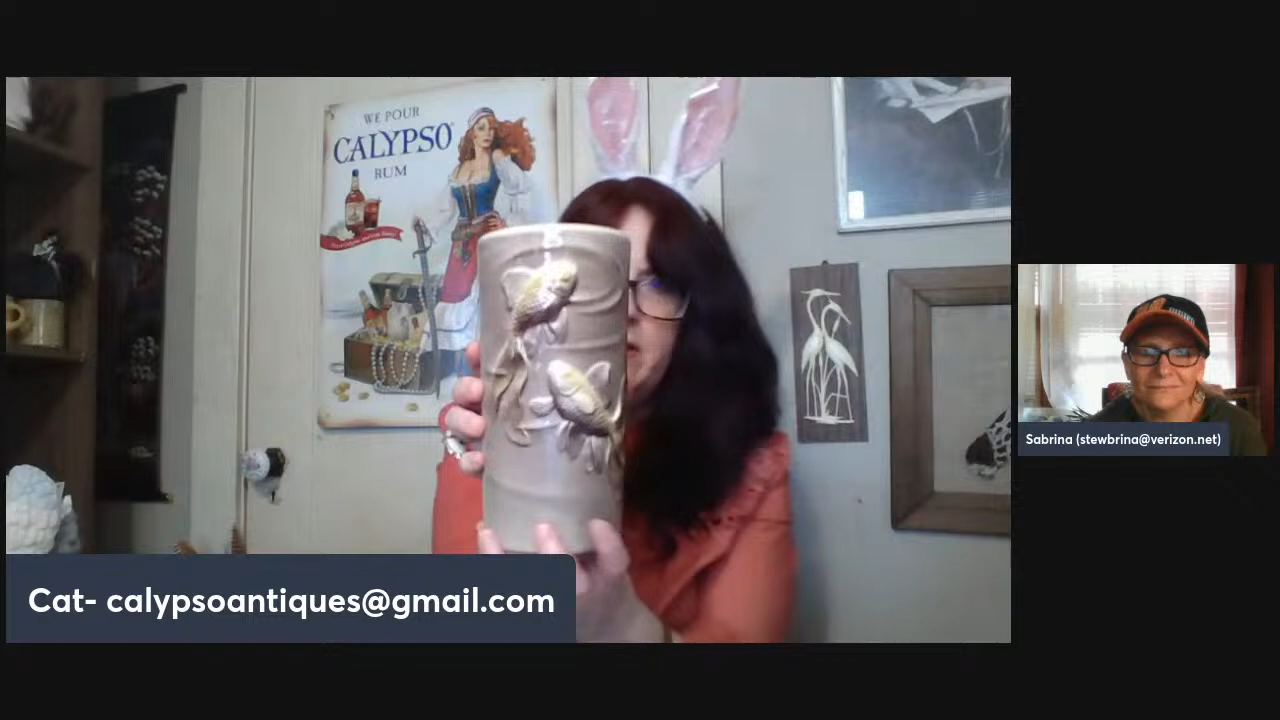 WE POUR
CALYPSO
RUM
Cat- calypsoantiques@gmail.com
Sabrina (stewbrina@verizon.net)